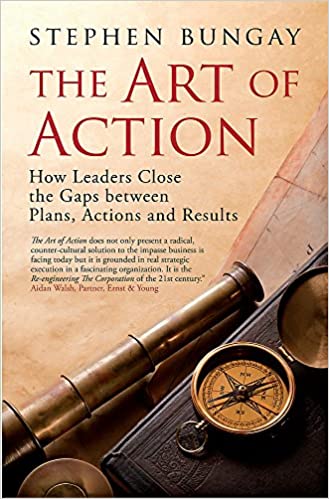 STEPHEN BUNGAY
THE ART OF
ACTION
How Leaders Close
the Gaps between
Plans, Actions and Results
The Art of Action does not only present a radical,
counter-cultural solution to the impasse business is
facing today but it is grounded in real strategic
execution in a fascinating organization. It is the
Re-engineering The Corporation of the 21st century."
Aidan Walsh, Partner, Ernst & Young